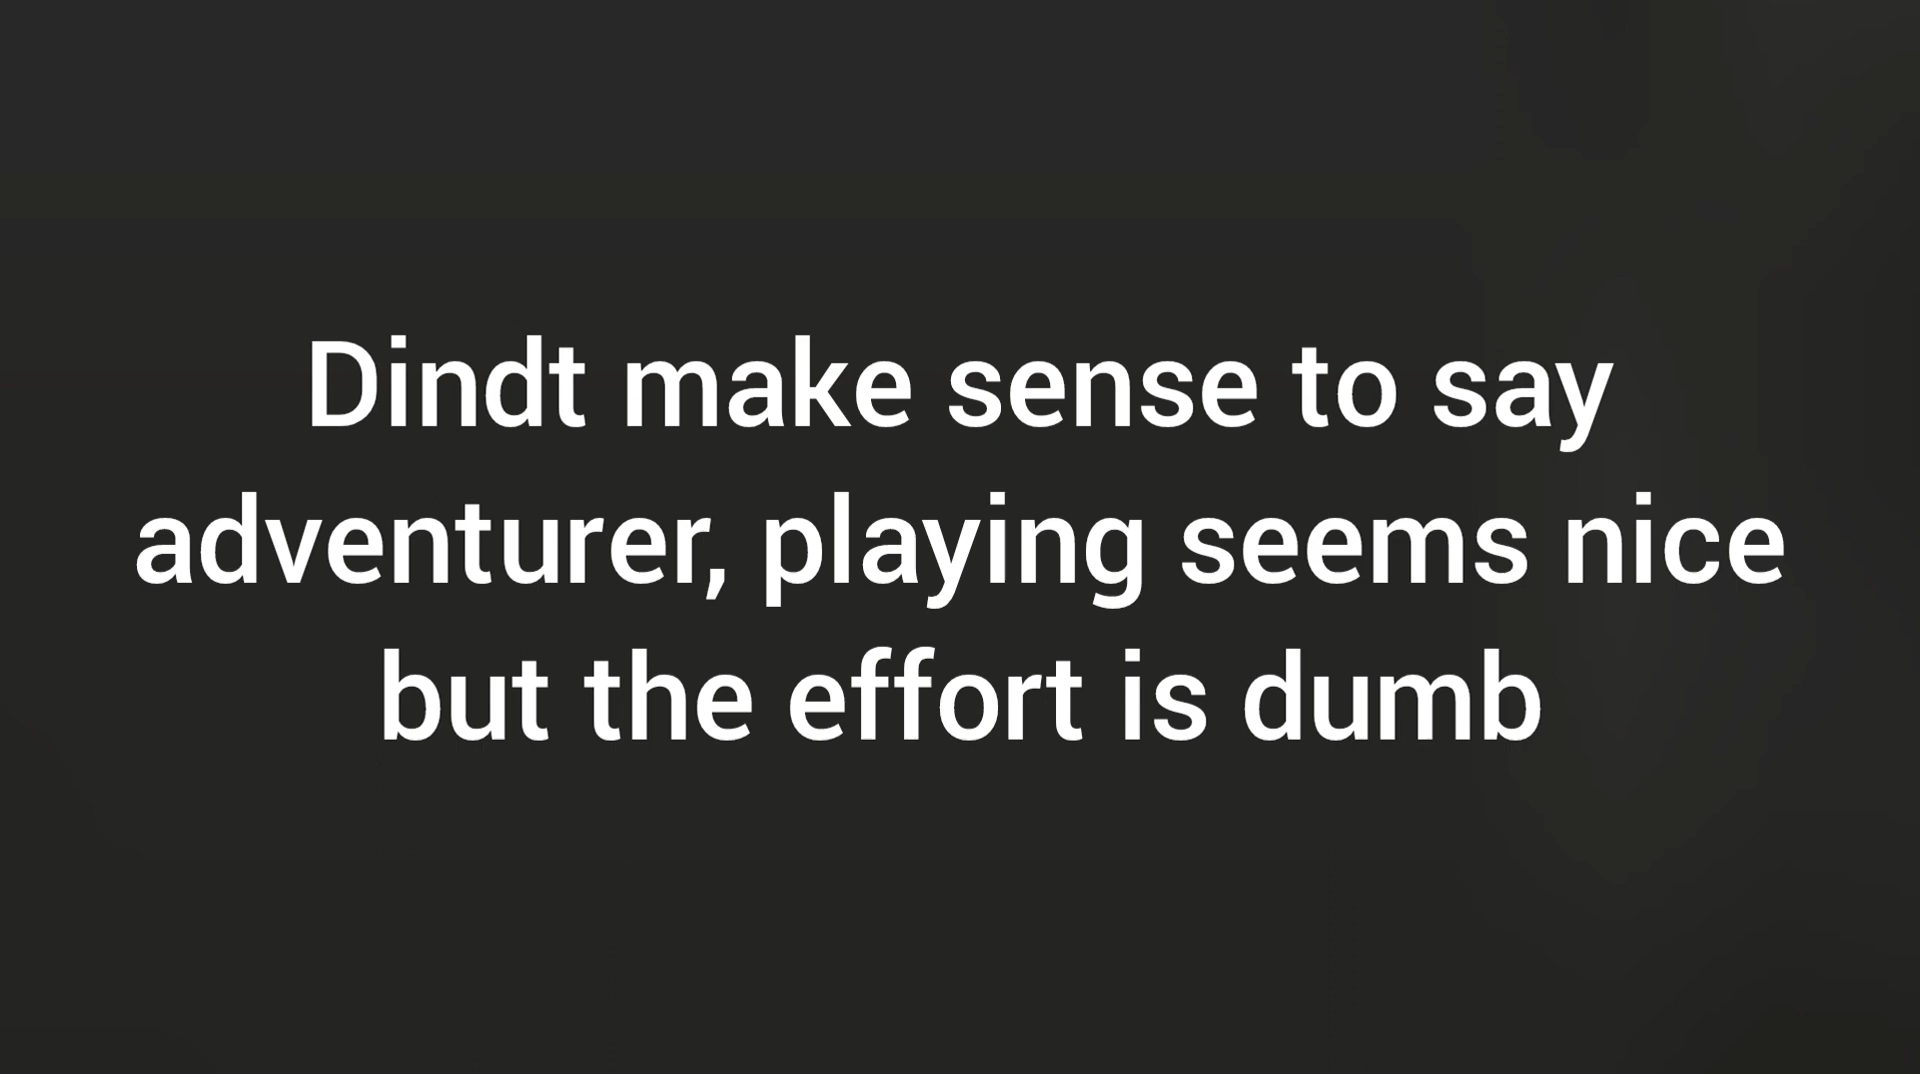 Dindt make sense to say
adventurer, playing seems nice
but the effort is dumb